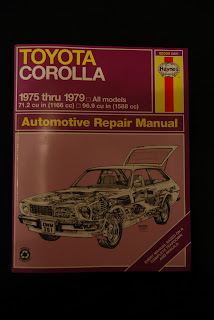 TOYOTA
COROLLA
Haynes
1975 thru 1979 □ All models
71.2 cu in (1166 cc) □ 96.9 cu in (1588 cc)
Automotive Repair Manual